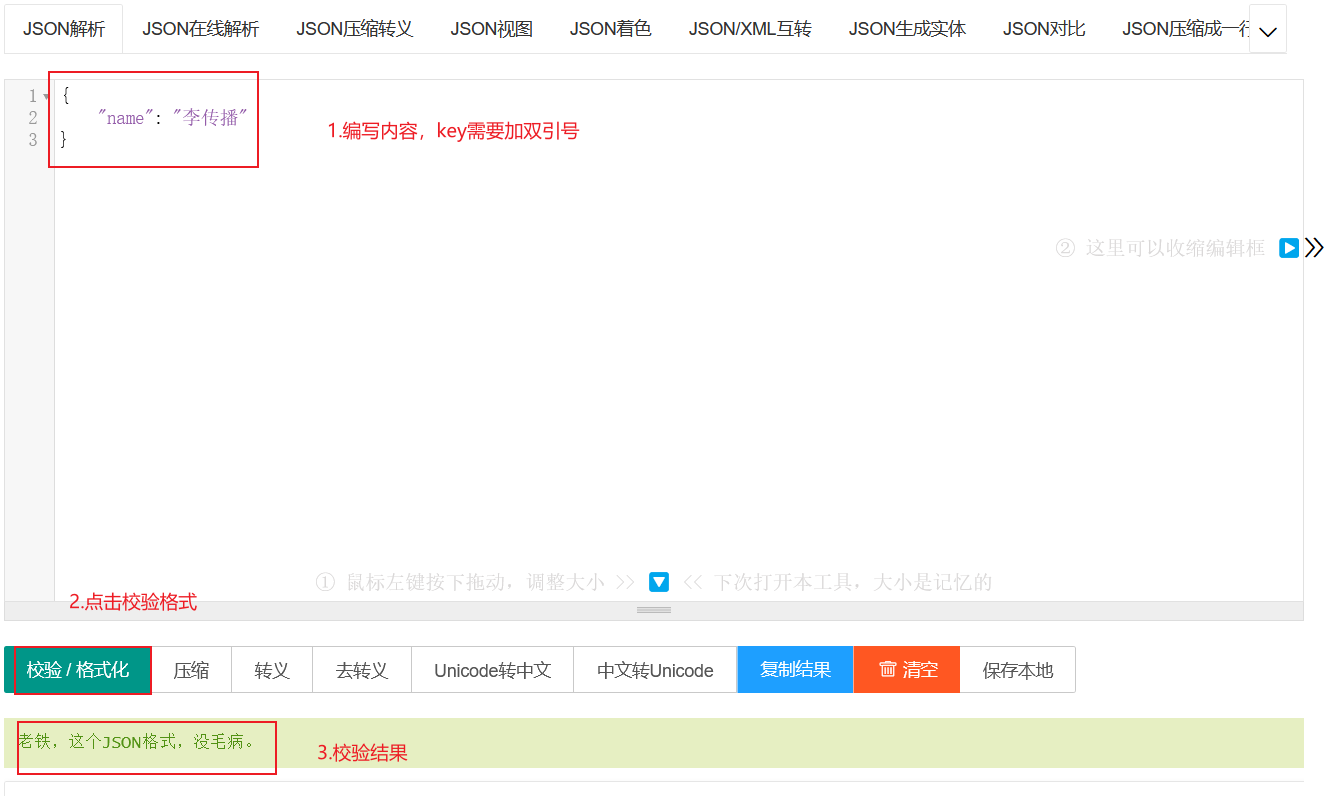 JSON解析 JSON在线解析 JSON压缩转义 JSON视图 JSON着色 JSON/XML互转 JSON生成实体 JSON对比 JSON压缩成一行
1 {
2 "name": "李传播"
3 }
1.编写内容，key需要加双引号
② 这里可以收缩编辑框
① 鼠标左键按下拖动，调整大小 >> << 下次打开本工具，大小是记忆的
2.点击校验格式
校验 / 格式化 压缩 转义 去转义 Unicode转中文 中文转Unicode 复制结果 清空 保存本地
老铁，这个JSON格式，没毛病。
3.校验结果